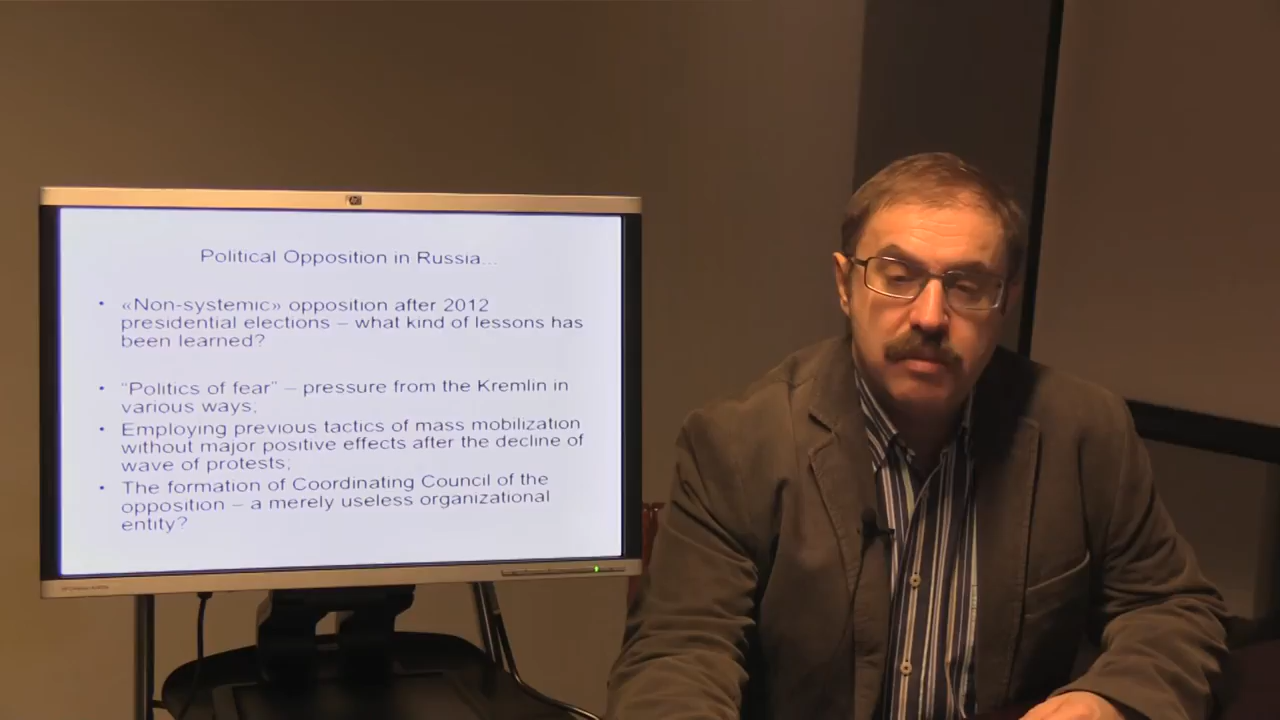 hp
Political Opposition in Russia...
• «Non-systemic» opposition after 2012
presidential elections – what kind of lessons has
been learned?
• “Politics of fear” – pressure from the Kremlin in
various ways;
• Employing previous tactics of mass mobilization
without major positive effects after the decline of
wave of protests;
• The formation of Coordinating Council of the
opposition – a merely useless organizational
entity?